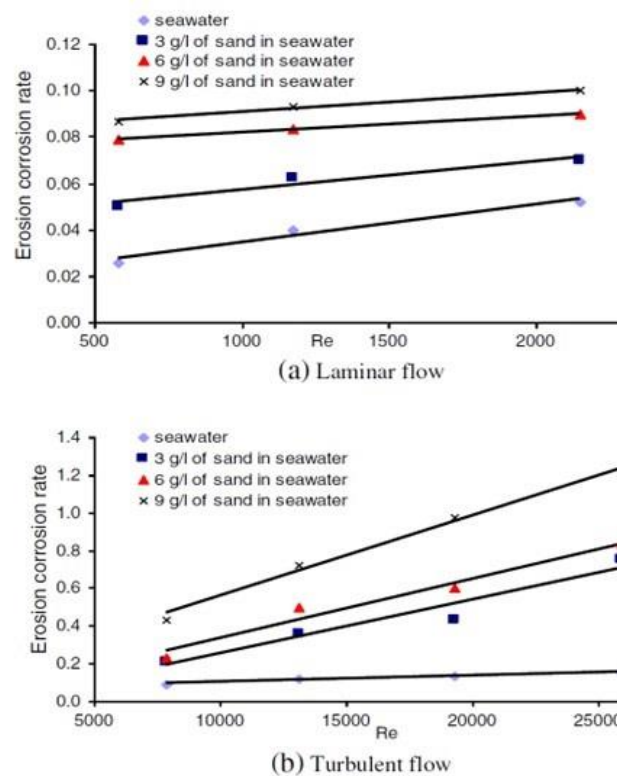 seawater
3 g/l of sand in seawater
6 g/l of sand in seawater
9 g/l of sand in seawater
Erosion corrosion rate
0.12
0.10
0.08
0.06
0.04
0.02
0.00
500 1000 Re 1500 2000
(a) Laminar flow
seawater
3 g/l of sand in seawater
6 g/l of sand in seawater
9 g/l of sand in seawater
Erosion corrosion rate
1.4
1.2
1.0
0.8
0.6
0.4
0.2
0.0
5000 10000 15000 20000
Re
(b) Turbulent flow